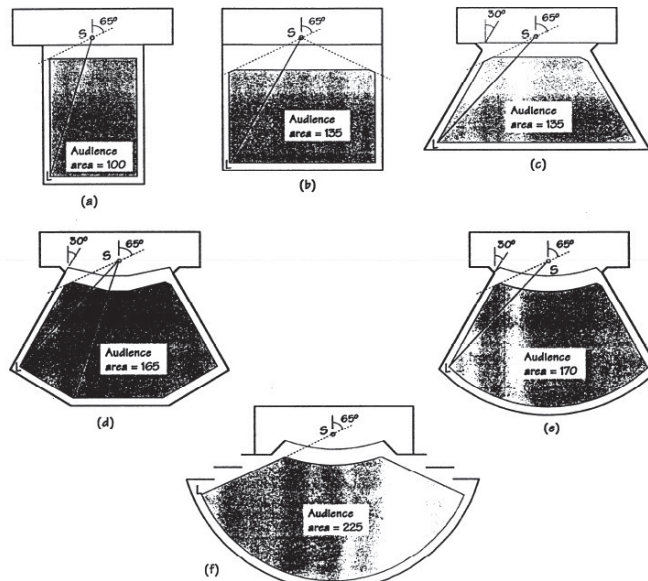 65°
S
Audience
area = 100
L
(a)
65°
S
Audience
area = 135
L
(b)
30°
65°
S
Audience
area = 135
L
(c)
30°
65°
S
Audience
area = 165
L
(d)
30°
65°
S
Audience
area = 170
L
(e)
65°
S
L
Audience
area = 225
(f)